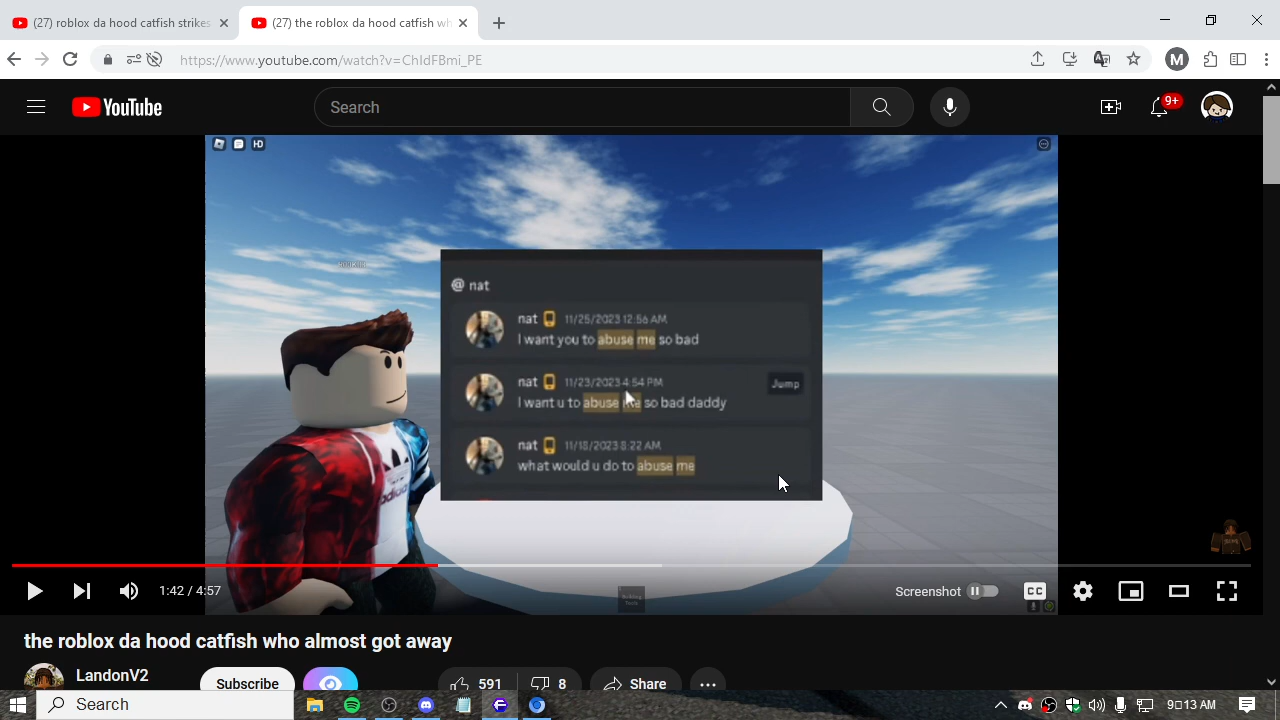 (27) roblox da hood catfish strikes
(27) the roblox da hood catfish wh
https://www.youtube.com/watch?v=ChIdFBmi_PE
M
YouTube
Search
9+
HD
@ nat
nat 11/25/2023 12:56 AM
I want you to abuse me so bad
nat 11/23/2023 4:54 PM
Jump
I want u to abuse me so bad daddy
nat 11/18/2023 8:22 AM
what would u do to abuse me
1:42 / 4:57
Screenshot
CC
the roblox da hood catfish who almost got away
LandonV2
Subscribe
591
8
Share
Search
9:13 AM